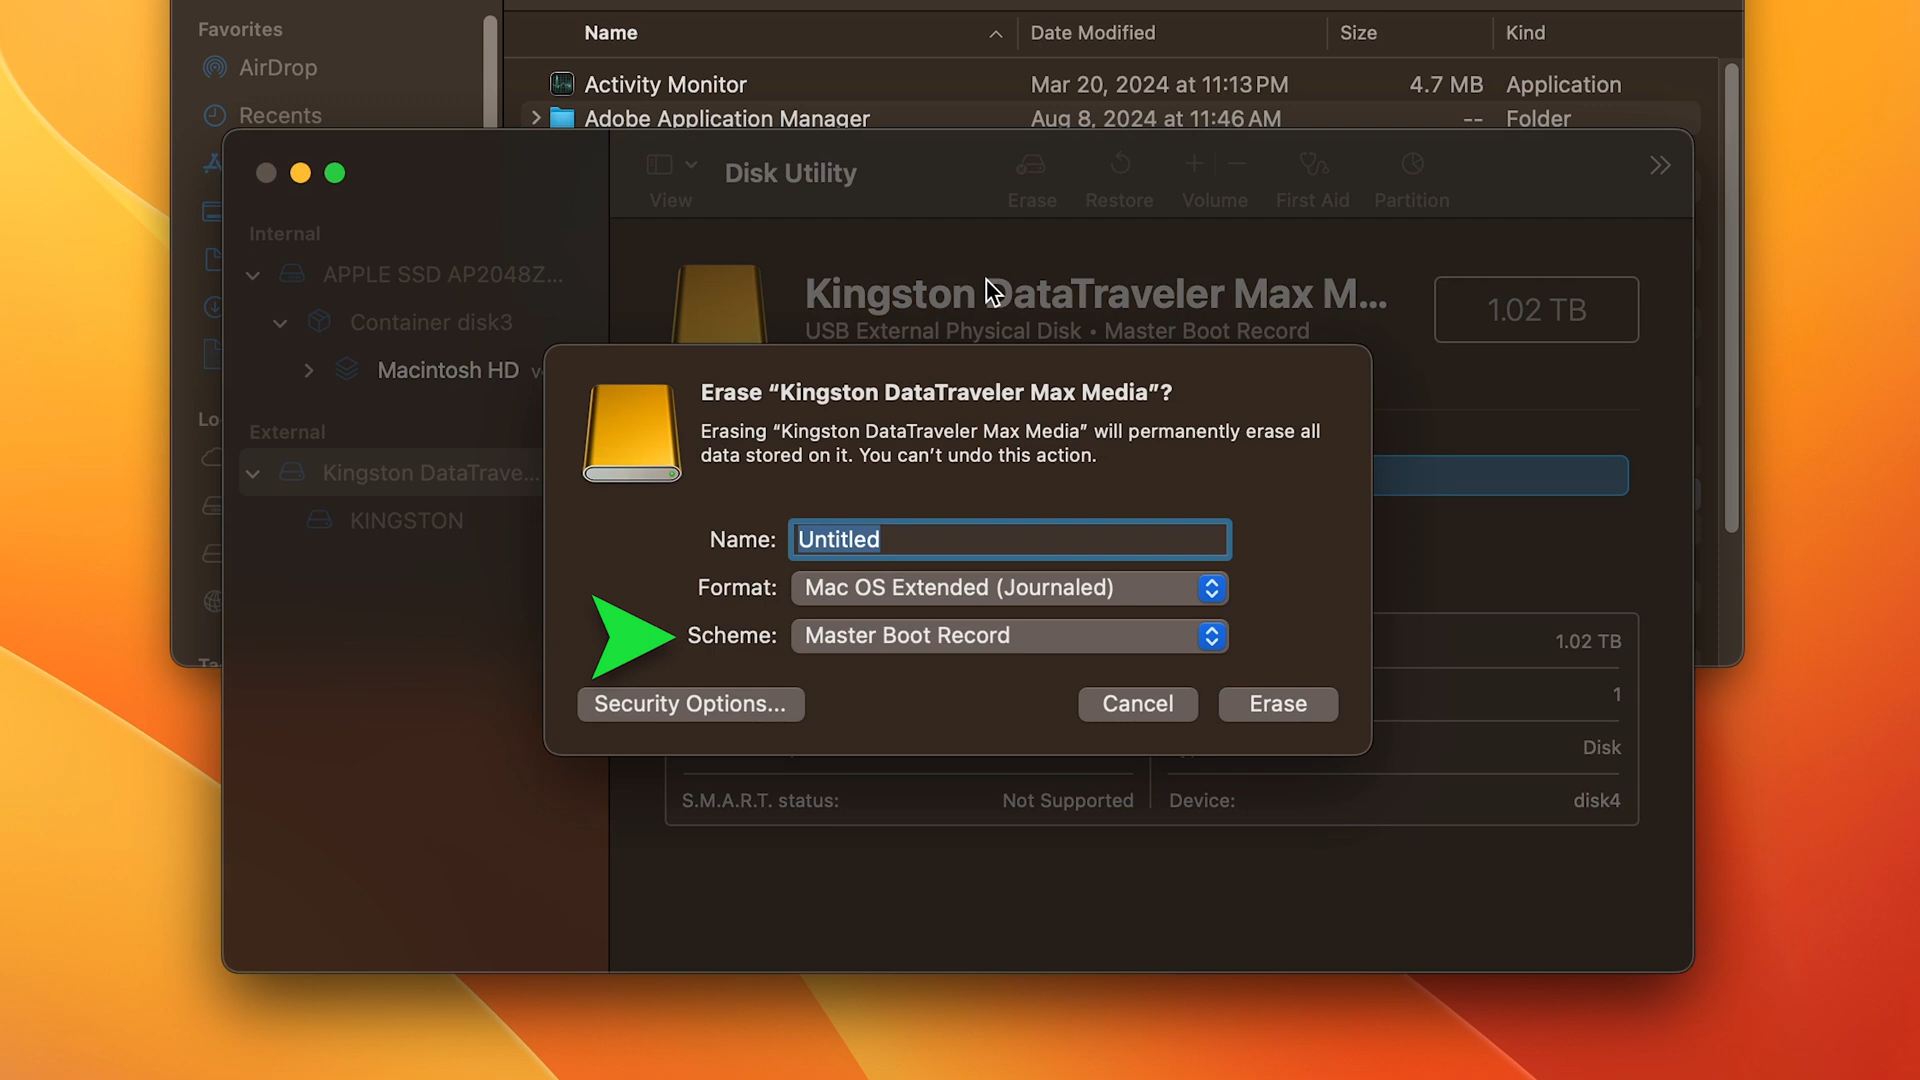 Favorites
AirDrop
Recents
Name
Date Modified
Size
Kind
Activity Monitor
Mar 20, 2024 at 11:13 PM
4.7 MB
Application
Adobe Application Manager
Aug 8, 2024 at 11:46 AM
--
Folder
View
Disk Utility
Erase
Restore
Volume
First Aid
Partition
Internal
APPLE SSD AP2048Z...
Container disk3
Macintosh HD
Lo
External
Kingston DataTrave...
KINGSTON
Kingston DataTraveler Max M...
USB External Physical Disk • Master Boot Record
1.02 TB
Erase “Kingston DataTraveler Max Media”?
Erasing “Kingston DataTraveler Max Media” will permanently erase all
data stored on it. You can’t undo this action.
Name:
Untitled
Format:
Mac OS Extended (Journaled)
Scheme:
Master Boot Record
Security Options...
Cancel
Erase
1.02 TB
1
Disk
S.M.A.R.T. status:
Not Supported
Device:
disk4